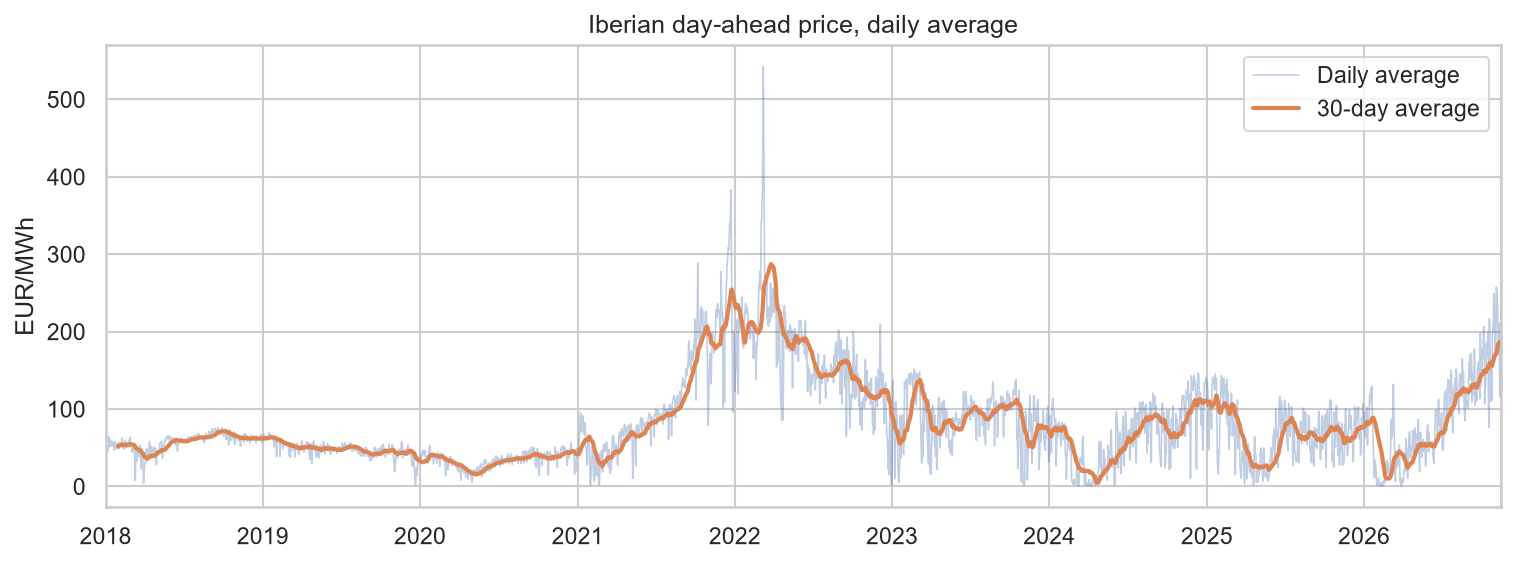 Iberian day-ahead price, daily average
Daily average
30-day average
EUR/MWh
500
400
300
200
100
0
2018 2019 2020 2021 2022 2023 2024 2025 2026